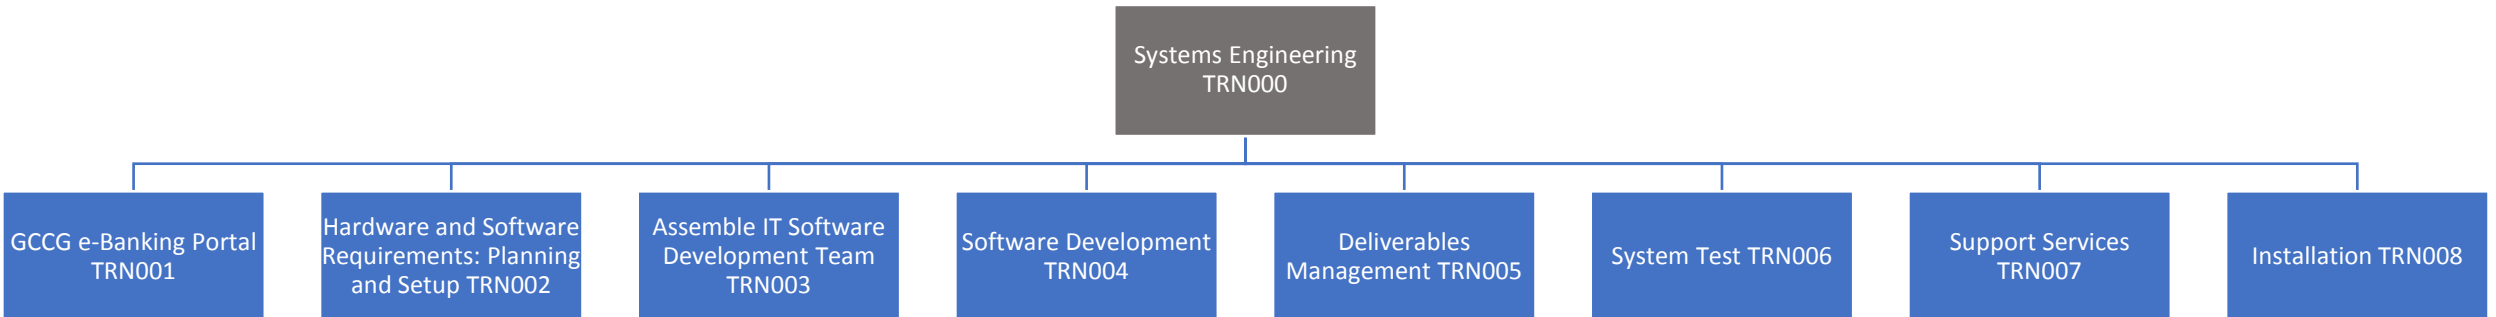 Systems Engineering
TRN000
GCCG e-Banking Portal
TRN001
Hardware and Software
Requirements: Planning
and Setup TRN002
Assemble IT Software
Development Team
TRN003
Software Development
TRN004
Deliverables
Management TRN005
System Test TRN006
Support Services
TRN007
Installation TRN008